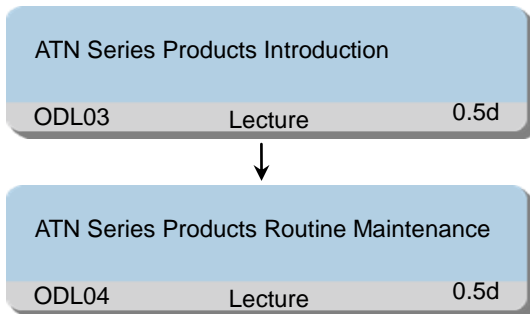 ATN Series Products Introduction
ODL03 Lecture 0.5d
ATN Series Products Routine Maintenance
ODL04 Lecture 0.5d